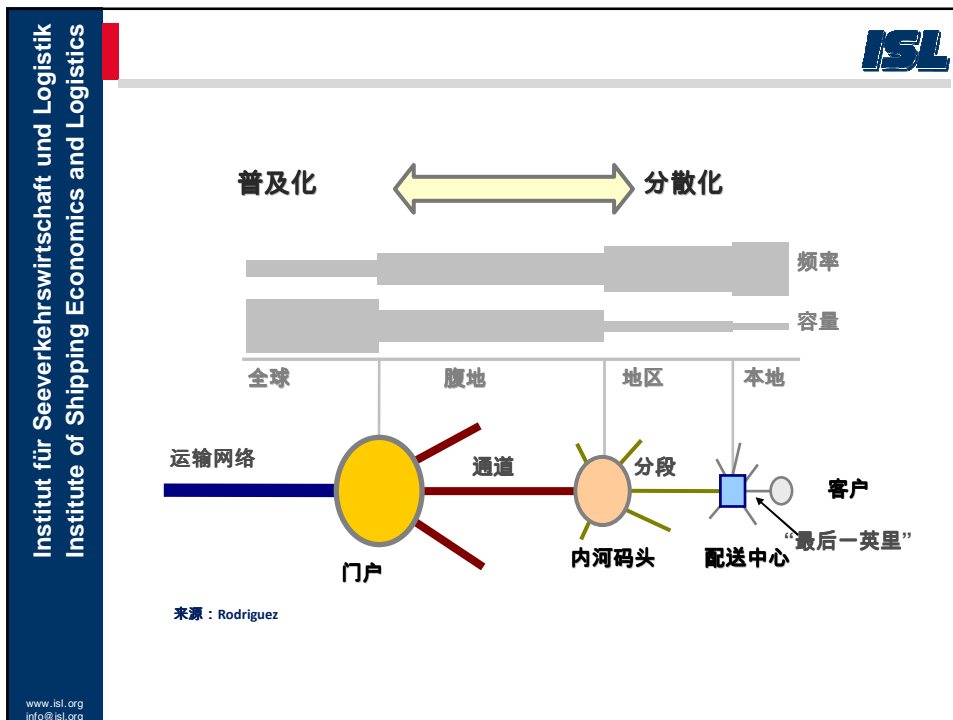 Institut für Seeverkehrswirtschaft und Logistik
Institute of Shipping Economics and Logistics
ISL
普及化
分散化
频率
容量
全球
腹地
地区
本地
运输网络
通道
分段
客户
“最后一英里”
门户
内河码头
配送中心
来源：Rodriguez
www.isl.org
info@isl.org